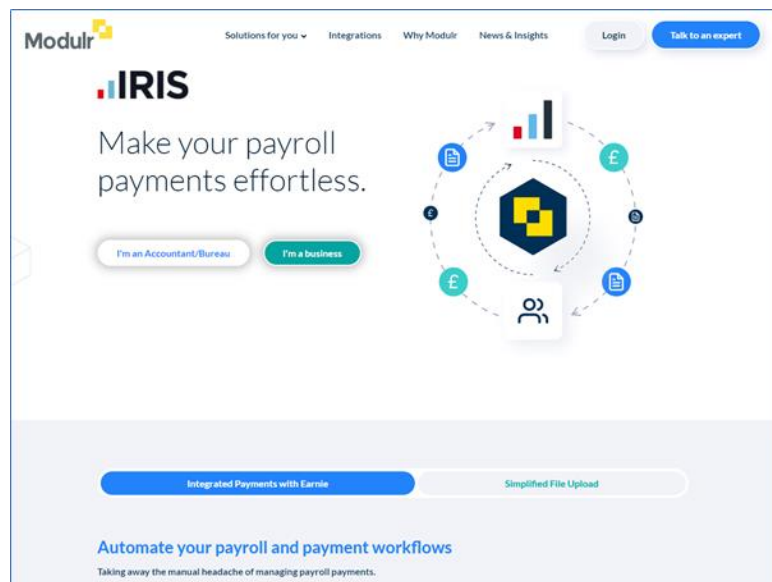 Modulr
Solutions for you
Integrations
Why Modulr
News & Insights
Login
Talk to an expert
IRIS
Make your payroll
payments effortless.
I'm an Accountant/Bureau
I'm a business
£
£
£
Integrated Payments with Earnie
Simplified File Upload
Automate your payroll and payment workflows
Taking away the manual headache of managing payroll payments.